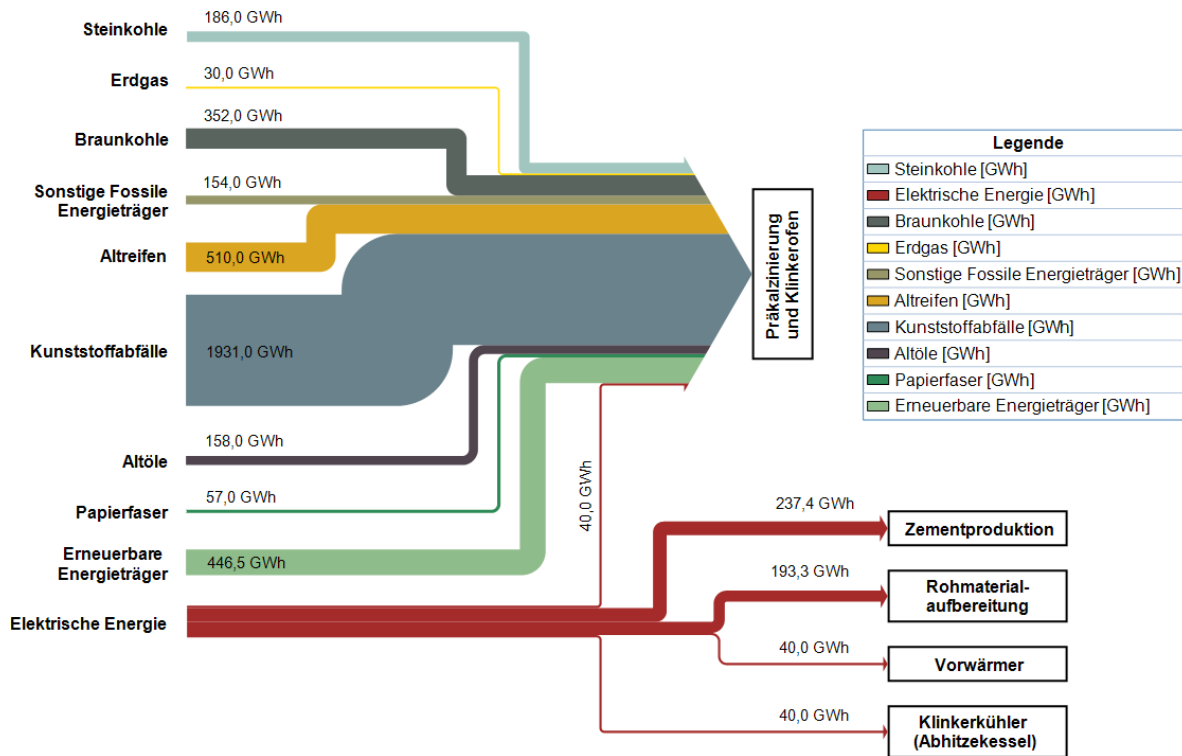 Steinkohle
186,0 GWh
Erdgas
30,0 GWh
Braunkohle
352,0 GWh
Sonstige Fossile
Energieträger
154,0 GWh
Altreifen
510,0 GWh
Kunststoffabfälle
1931,0 GWh
Altöle
158,0 GWh
Papierfaser
57,0 GWh
Erneuerbare
Energieträger
446,5 GWh
Elektrische Energie
40,0 GWh
Präkalzinierung
und Klinkerofen
237,4 GWh
Zementproduktion
193,3 GWh
Rohmaterial-
aufbereitung
40,0 GWh
Vorwärmer
40,0 GWh
Klinkerkühler
(Abhitzekessel)
Legende
Steinkohle [GWh]
Elektrische Energie [GWh]
Braunkohle [GWh]
Erdgas [GWh]
Sonstige Fossile Energieträger [GWh]
Altreifen [GWh]
Kunststoffabfälle [GWh]
Altöle [GWh]
Papierfaser [GWh]
Erneuerbare Energieträger [GWh]